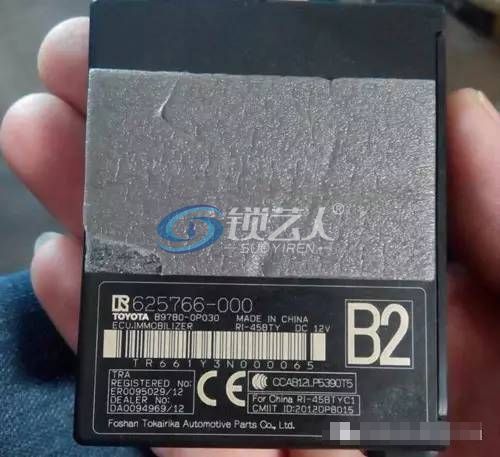 锁艺人
SUOYIREN.
625766-000
TOYOTA 89780-0P030 MADE IN CHINA
ECU,IMMOBILIZER RI-45BTY DC 12V
B2
TR661Y3N000065
TRA
REGISTERED No:
ER0095029/12
DEALER No:
DA0094969/12
CE
CCAB12LP5390T5
For China RI-45BTYC1
CMIIT ID:2012DP8015
Foshan Tokairika Automotive Parts Co., Ltd.